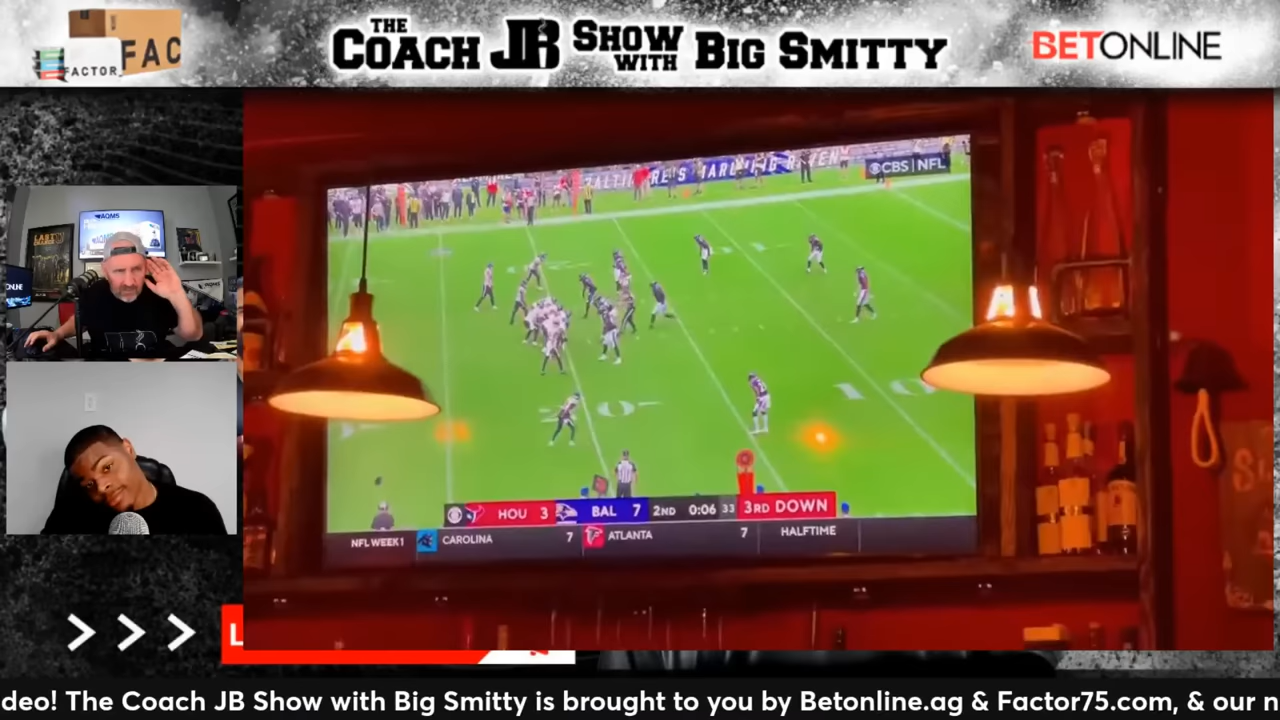 FAC
FACTOR_
THE COACH JB SHOW WITH BIG SMITTY
BETONLINE
AQMS
CBS | NFL
HOU 3 BAL 7 2ND 0:06 33 3RD DOWN
NFL WEEK 1 CAROLINA 7 ATLANTA 7 HALFTIME
L
deo! The Coach JB Show with Big Smitty is brought to you by Betonline.ag & Factor75.com, & our n